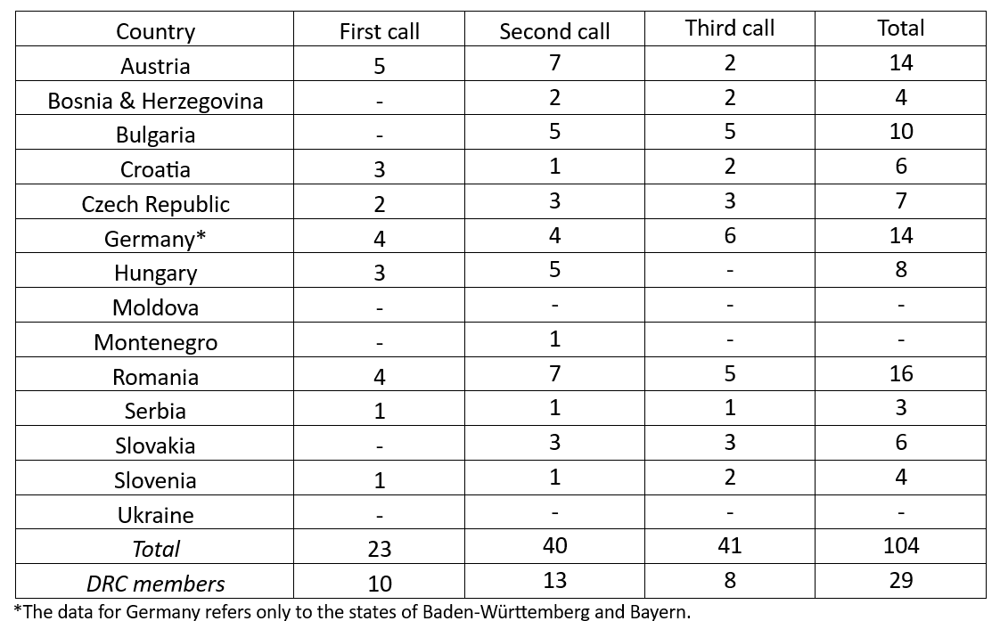 Country First call Second call Third call Total
Austria 5 7 2 14
Bosnia & Herzegovina - 2 2 4
Bulgaria - 5 5 10
Croatia 3 1 2 6
Czech Republic 2 3 3 7
Germany* 4 4 6 14
Hungary 3 5 - 8
Moldova - - - -
Montenegro - 1 - -
Romania 4 7 5 16
Serbia 1 1 1 3
Slovakia - 3 3 6
Slovenia 1 1 2 4
Ukraine - - - -
Total 23 40 41 104
DRC members 10 13 8 29
*The data for Germany refers only to the states of Baden-Württemberg and Bayern.